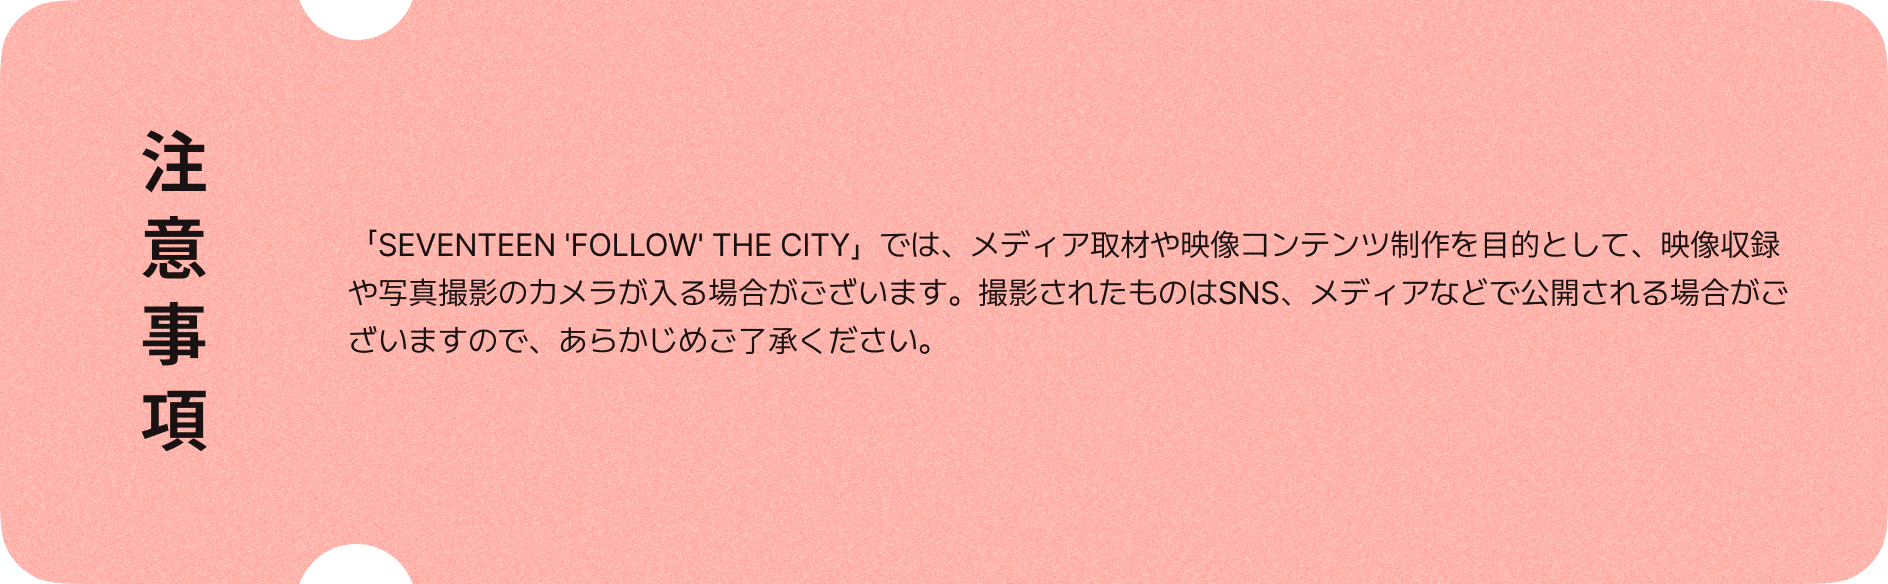 注意事項
「SEVENTEEN 'FOLLOW' THE CITY」では、メディア取材や映像コンテンツ制作を目的として、映像収録
や写真撮影のカメラが入る場合がございます。撮影されたものはSNS、メディアなどで公開される場合がご
ざいますので、あらかじめご了承ください。